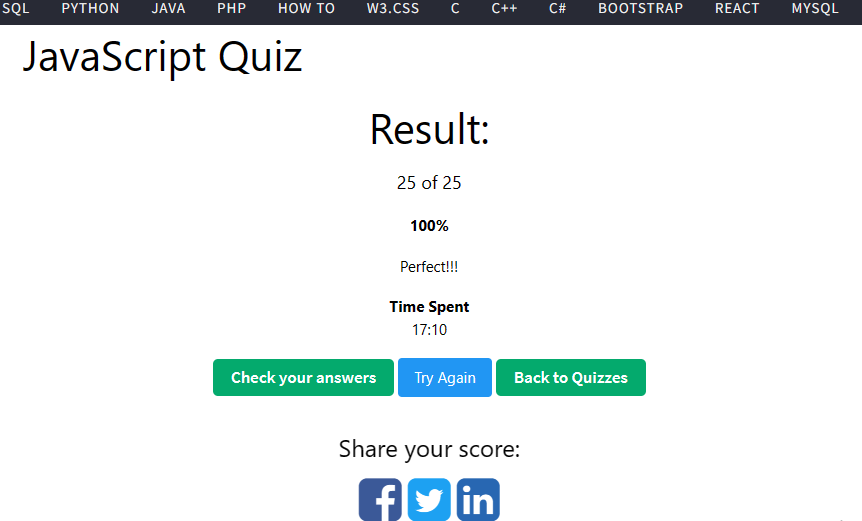 SQL PYTHON JAVA PHP HOW TO W3.CSS C C++ C# BOOTSTRAP REACT MYSQL
JavaScript Quiz
Result:
25 of 25
100%
Perfect!!!
Time Spent
17:10
Check your answers Try Again Back to Quizzes
Share your score: